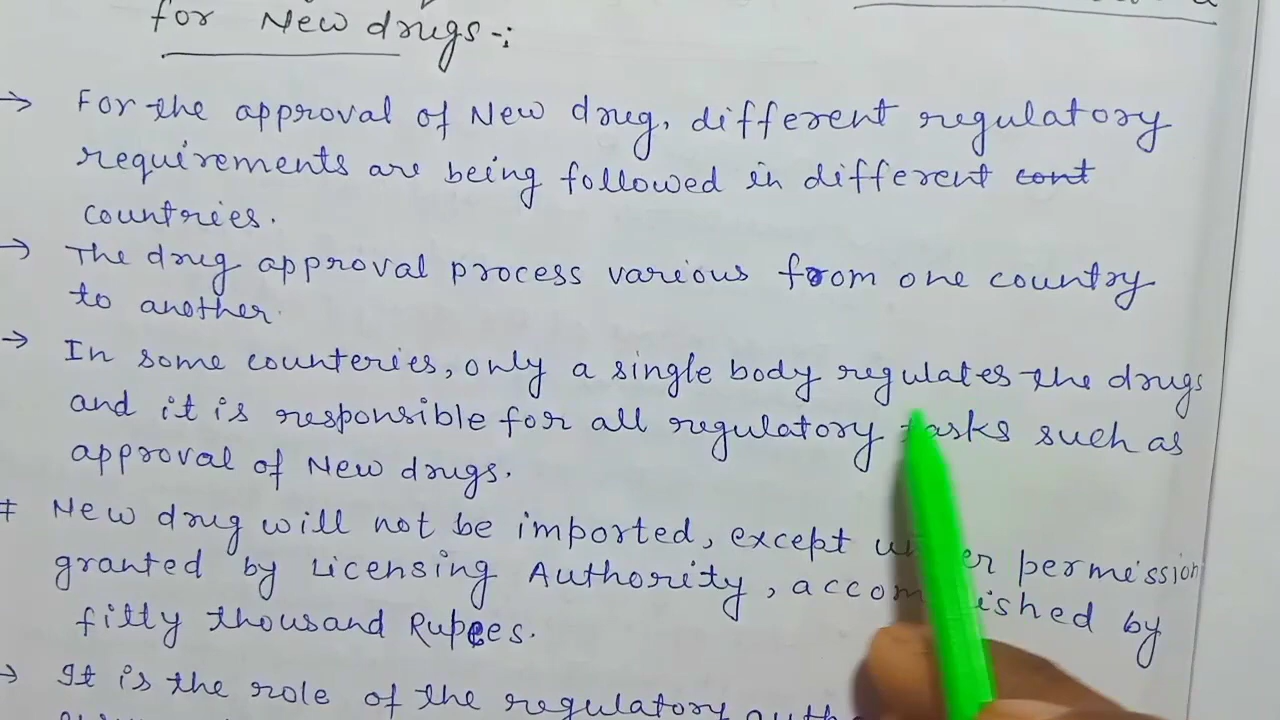 for New drugs-:
→ For the approval of New drug, different regulatory
requirements are being followed in different cont
countries.
→ The drug approval process various from one country
to another.
→ In some counteries, only a single body regulates the drugs
and it is responsible for all regulatory tasks such as
approval of New drugs.
≠ New drug will not be imported, except under permission
granted by Licensing Authority, accomplished by
fifty thousand Rupees.
→ It is the role of the regulatory